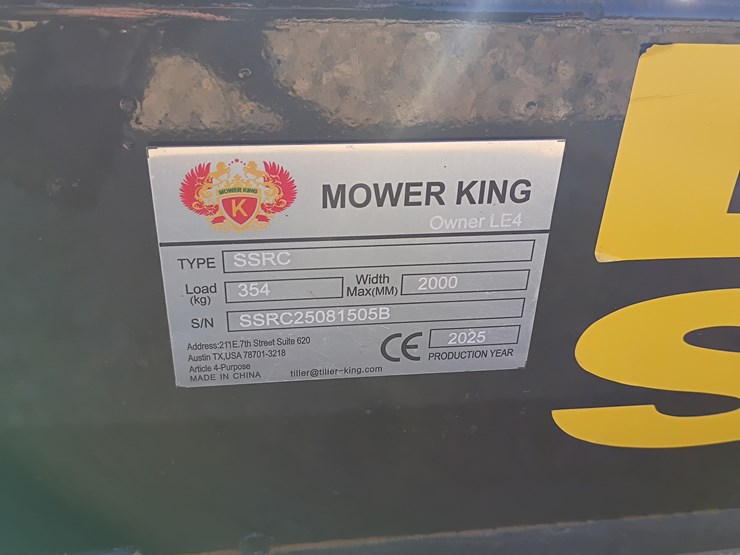 MOWER KING
K
MOWER KING
Owner LE4
TYPE SSRC
Load (kg) 354 Width Max(MM) 2000
S/N SSRC25081505B
Address:211E.7th Street Suite 620
Austin TX,USA 78701-3218
Article 4-Purpose
MADE IN CHINA
tiller@tilier-king.com
CE
2025
PRODUCTION YEAR
S